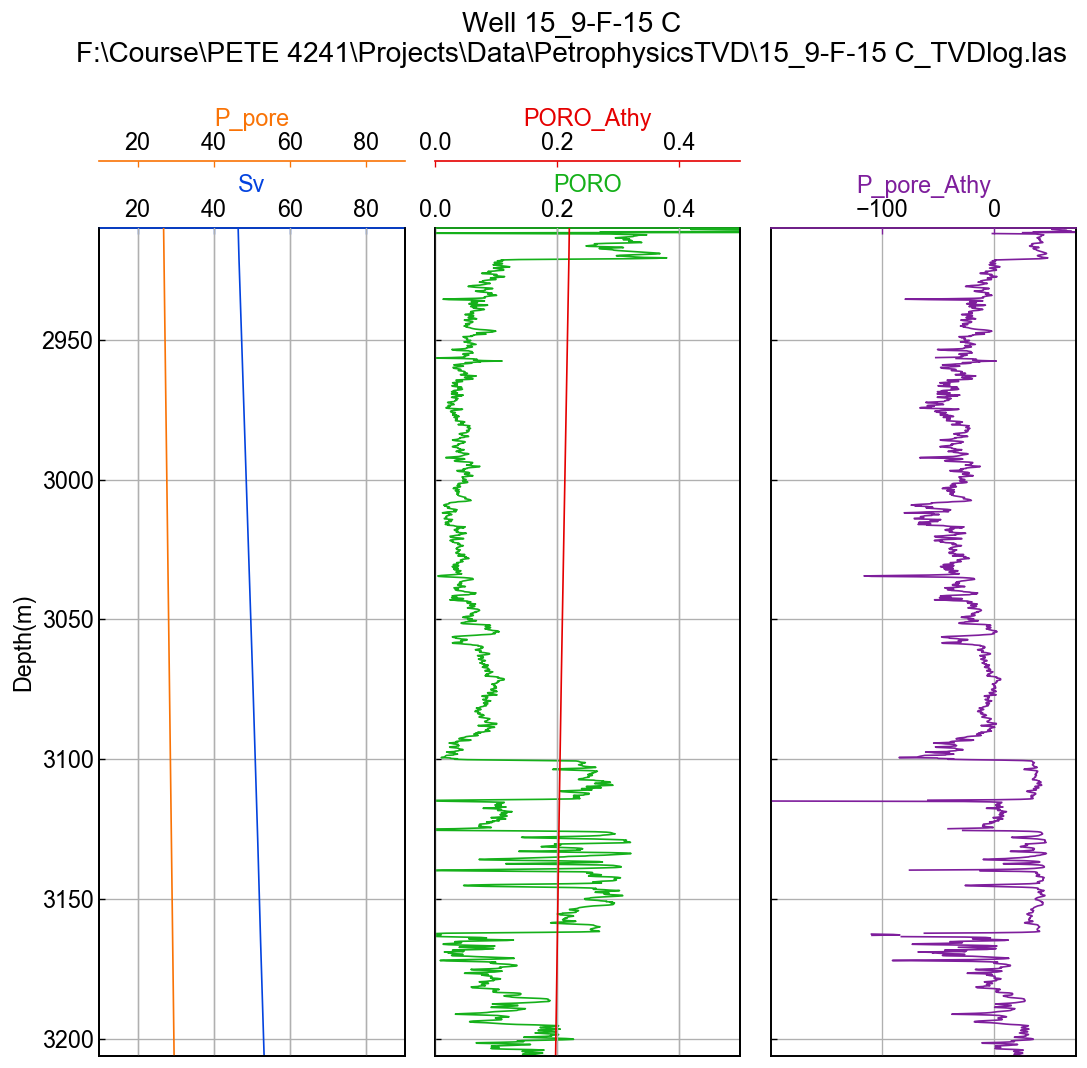 Well 15_9-F-15 C
F:\Course\PETE 4241\Projects\Data\PetrophysicsTVD\15_9-F-15 C_TVDlog.las
P_pore
20 40 60 80
Sv
20 40 60 80
PORO_Athy
0.0 0.2 0.4
PORO
0.0 0.2 0.4
P_pore_Athy
−100 0
Depth(m)
2950
3000
3050
3100
3150
3200